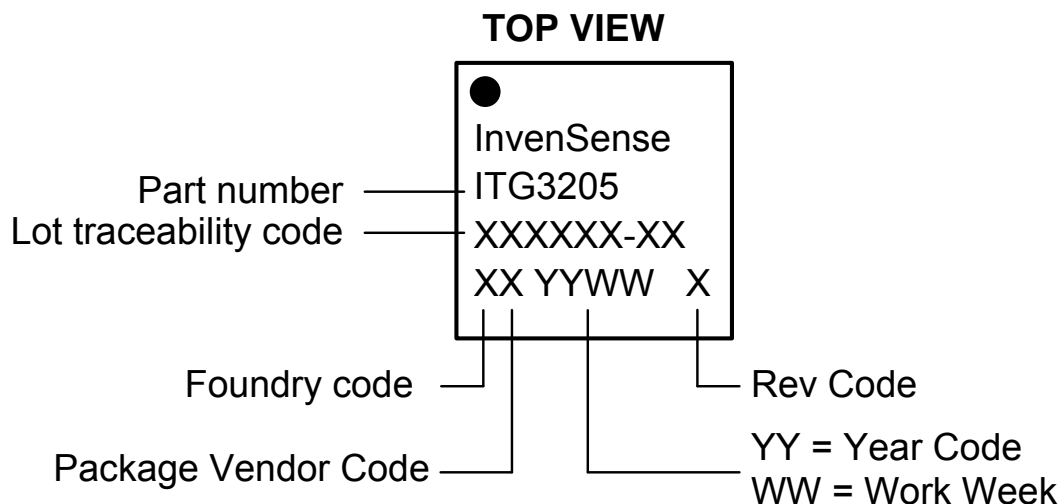 TOP VIEW
InvenSense
Part number
ITG3205
Lot traceability code
XXXXXX-XX
XX YYWW X
Foundry code
Rev Code
Package Vendor Code
YY = Year Code
WW = Work Week